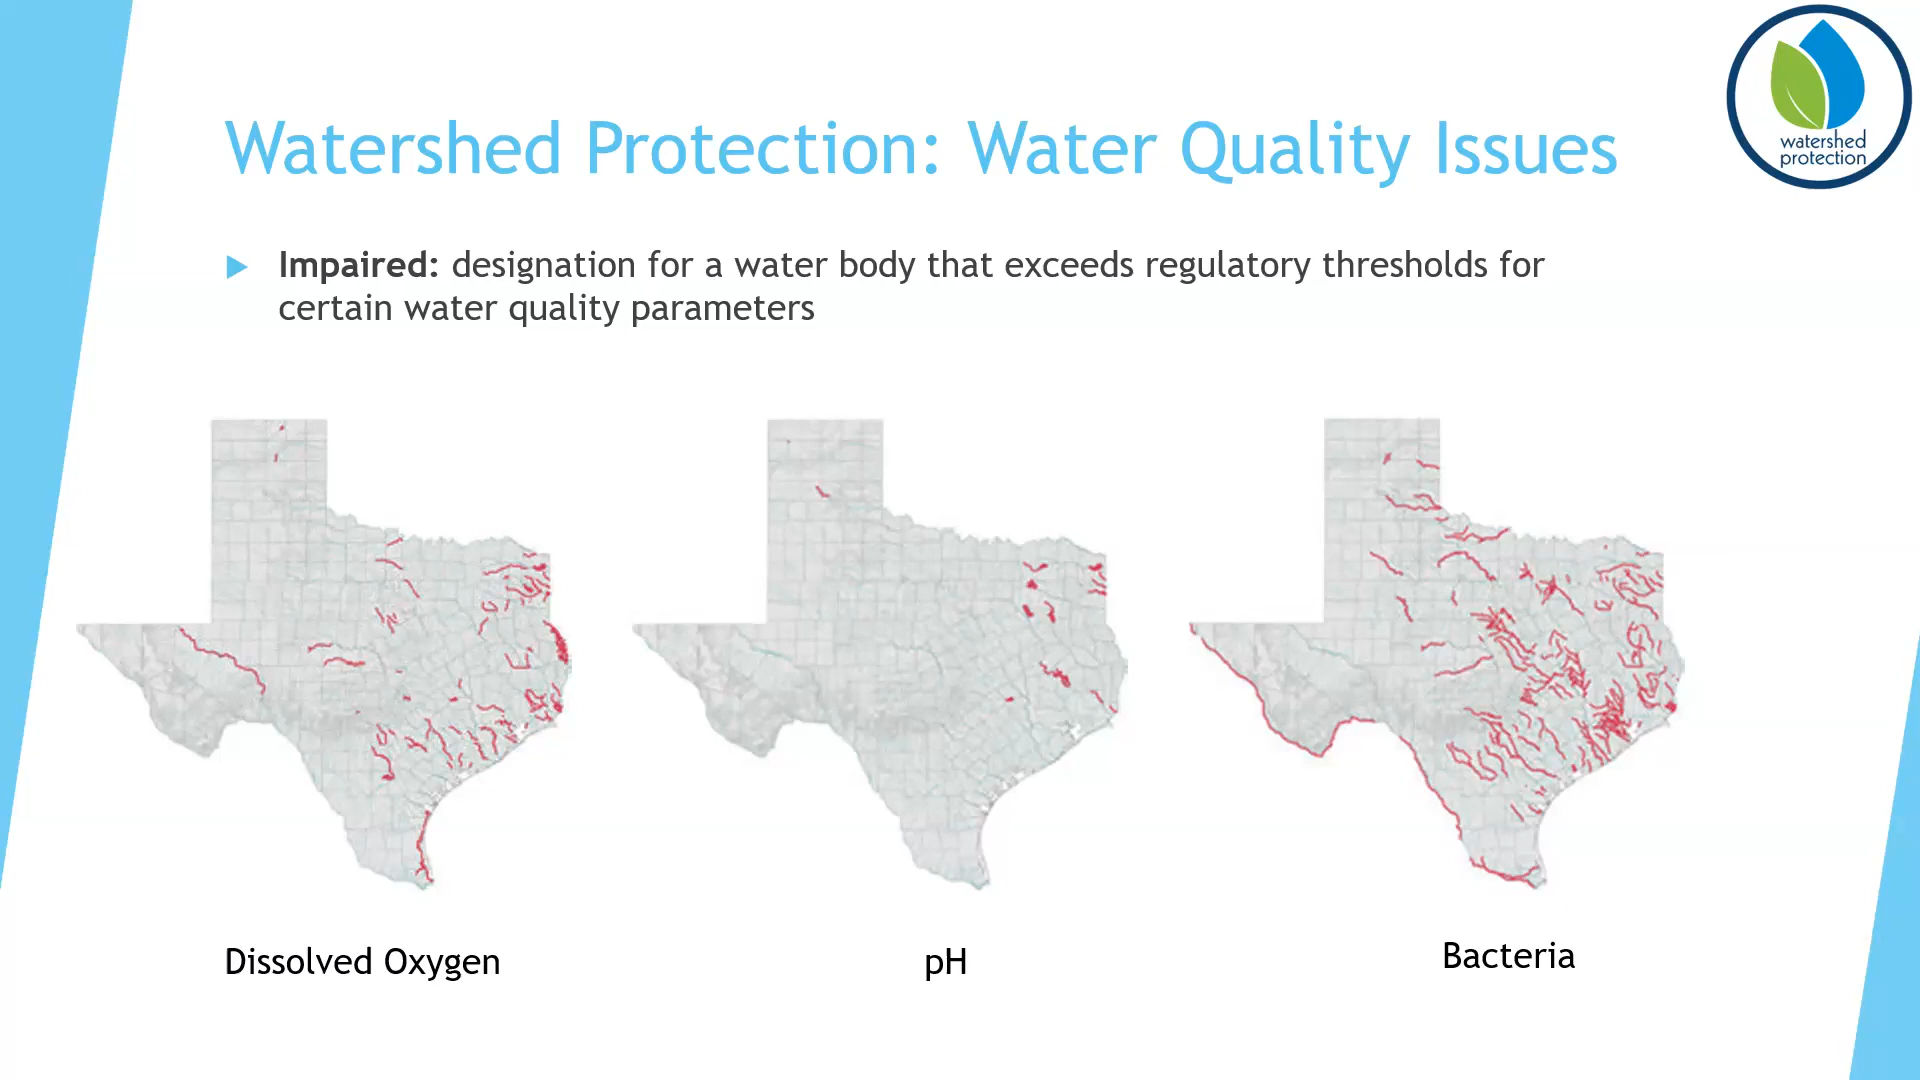 Watershed Protection: Water Quality Issues
watershed
protection
Impaired: designation for a water body that exceeds regulatory thresholds for
certain water quality parameters
Dissolved Oxygen
pH
Bacteria